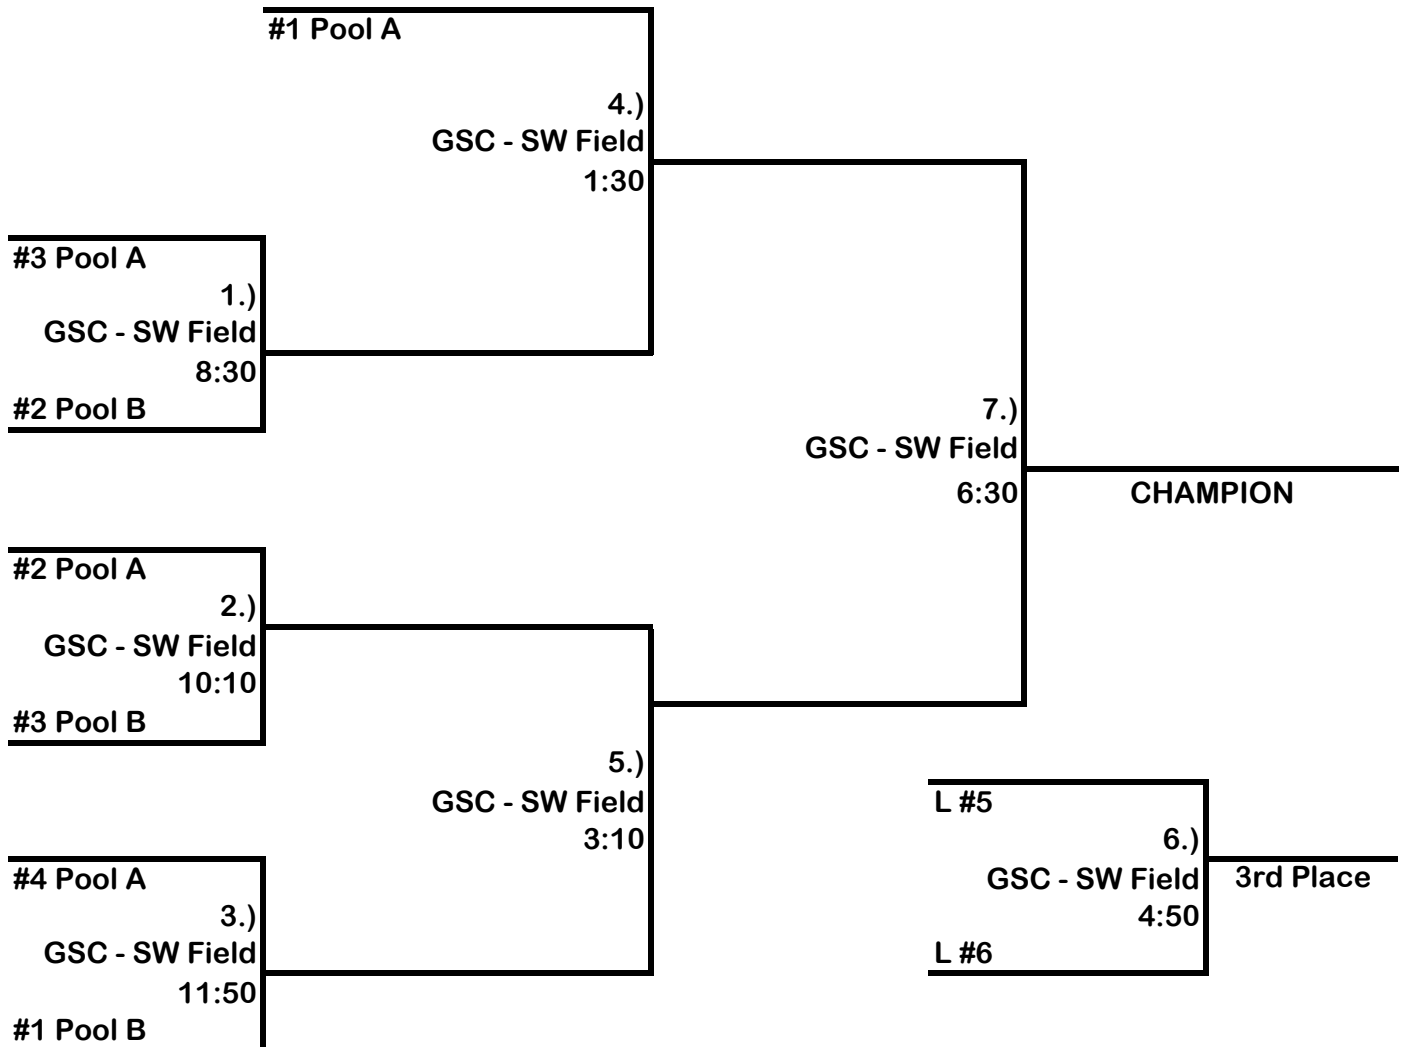 #1 Pool A
4.)
GSC - SW Field
1:30
#3 Pool A
1.)
GSC - SW Field
8:30
#2 Pool B
7.)
GSC - SW Field
6:30
CHAMPION
#2 Pool A
2.)
GSC - SW Field
10:10
#3 Pool B
5.)
GSC - SW Field
3:10
L #5
6.)
GSC - SW Field
4:50
L #6
3rd Place
#4 Pool A
3.)
GSC - SW Field
11:50
#1 Pool B